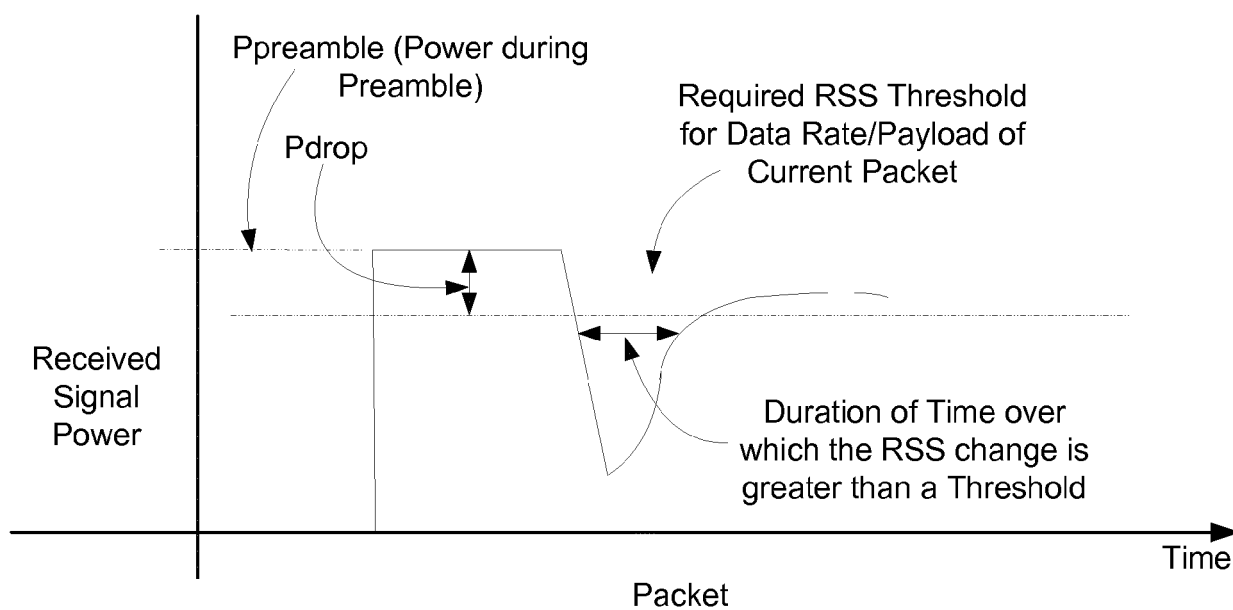 Ppreamble (Power during
Preamble)
Pdrop
Required RSS Threshold
for Data Rate/Payload of
Current Packet
Received
Signal
Power
Duration of Time over
which the RSS change is
greater than a Threshold
Time
Packet